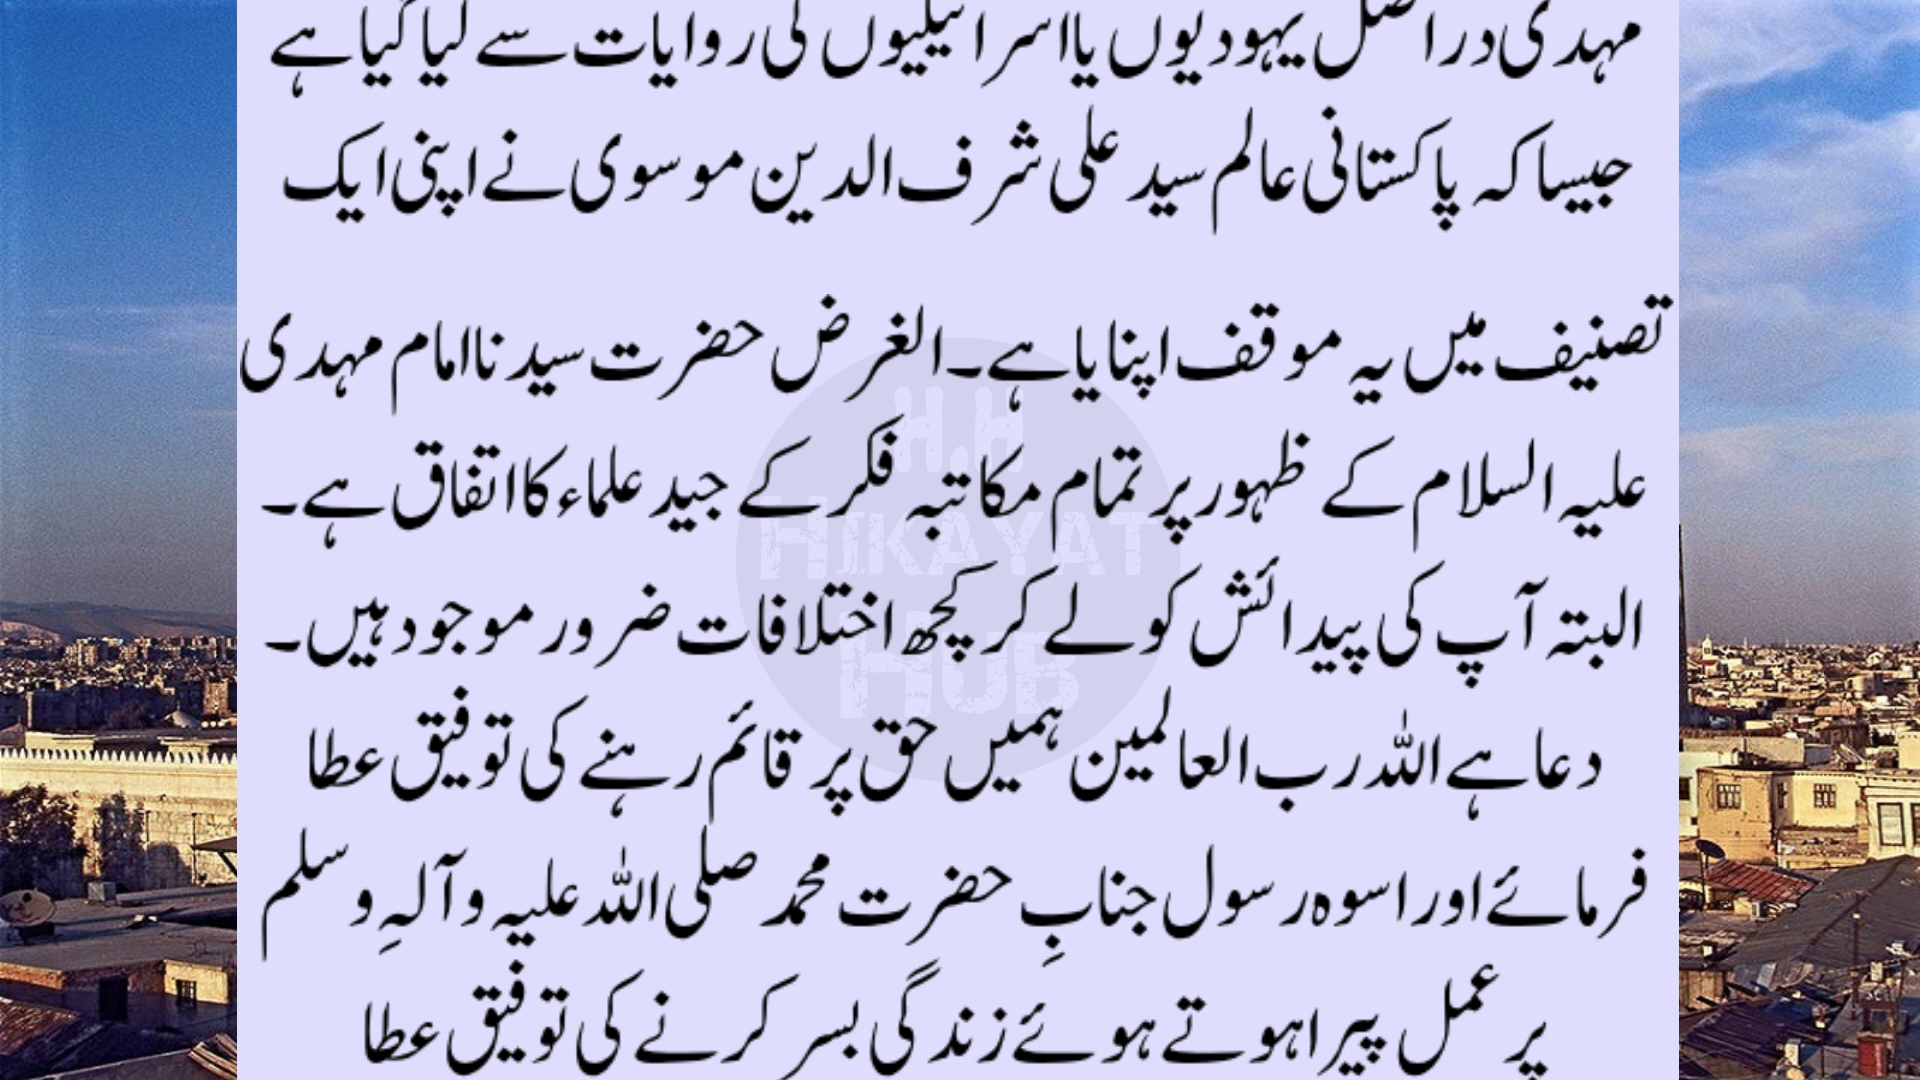 مہدی دراصل یہودیوں یا اسرائیلیوں کی روایات سے لیا گیا ہے
جیسا کہ پاکستانی عالم سید علی شرف الدین موسوی نے اپنی ایک
تصنیف میں یہ موقف اپنایا ہے۔ الغرض حضرت سیدنا امام مہدی
علیہ السلام کے ظہور پر تمام مکاتبہ فکر کے جید علماء کا اتفاق ہے۔
البتہ آپ کی پیدائش کو لے کر کچھ اختلافات ضرور موجود ہیں۔
دعا ہے اللہ رب العالمین ہمیں حق پر قائم رہنے کی توفیق عطا
فرمائے اور اسوہ رسول جنابِ حضرت محمد صلی اللہ علیہ و آلہِ وسلم
پر عمل پیرا ہوتے ہوئے زندگی بسر کرنے کی توفیق عطا
H.H
HIKAYAT
HUB